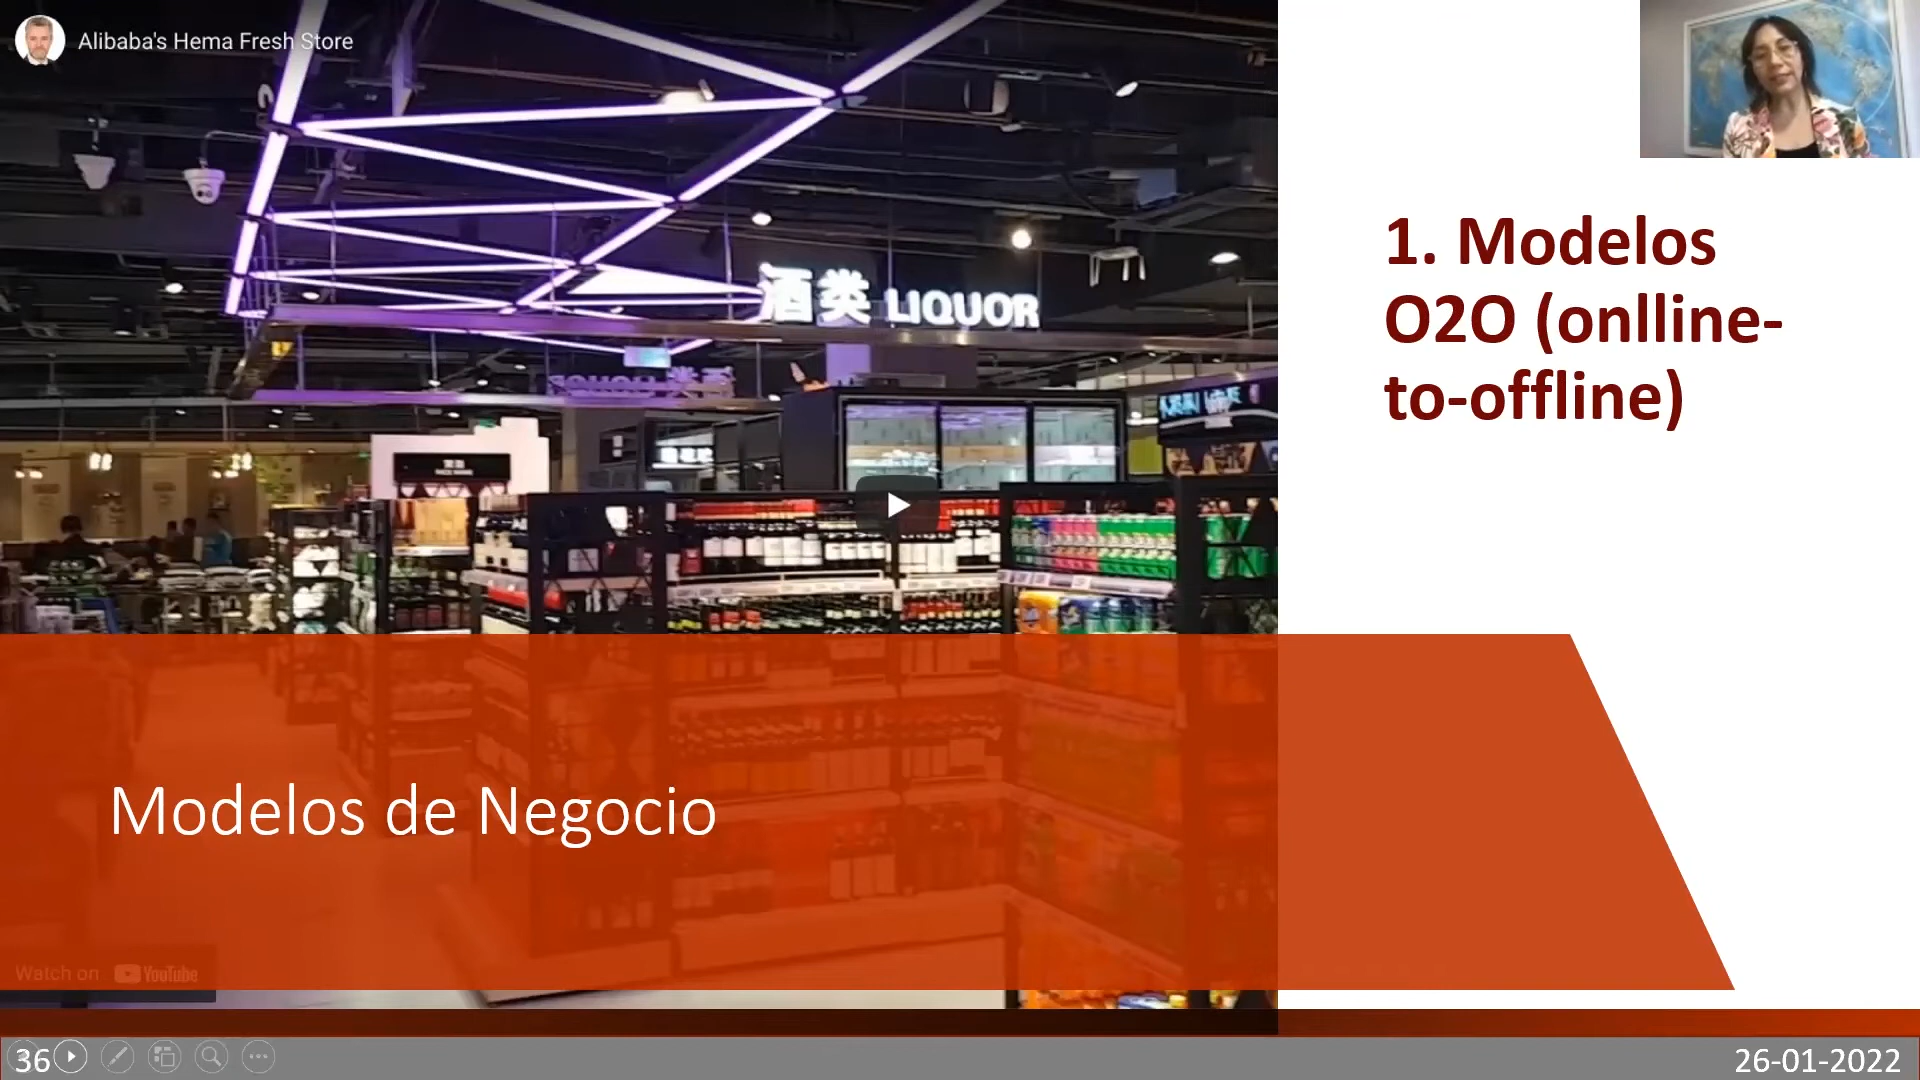 Alibaba's Hema Fresh Store
酒类 LIQUOR
1. Modelos
O2O (onlline-
to-offline)
Modelos de Negocio
Watch on YouTube
36
26-01-2022